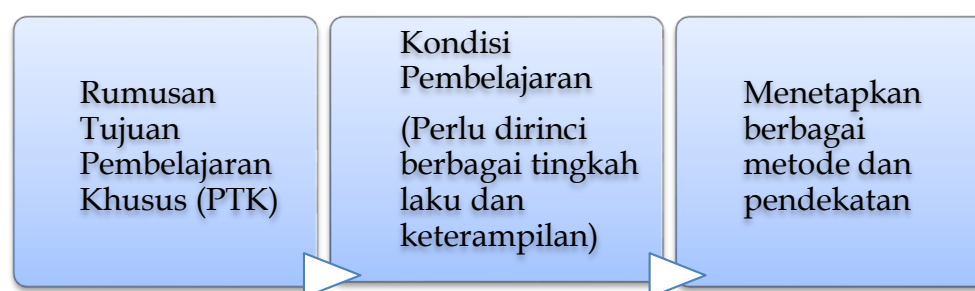 Rumusan
Tujuan
Pembelajaran
Khusus (PTK)
Kondisi
Pembelajaran
(Perlu dirinci
berbagai tingkah
laku dan
keterampilan)
Menetapkan
berbagai
metode dan
pendekatan